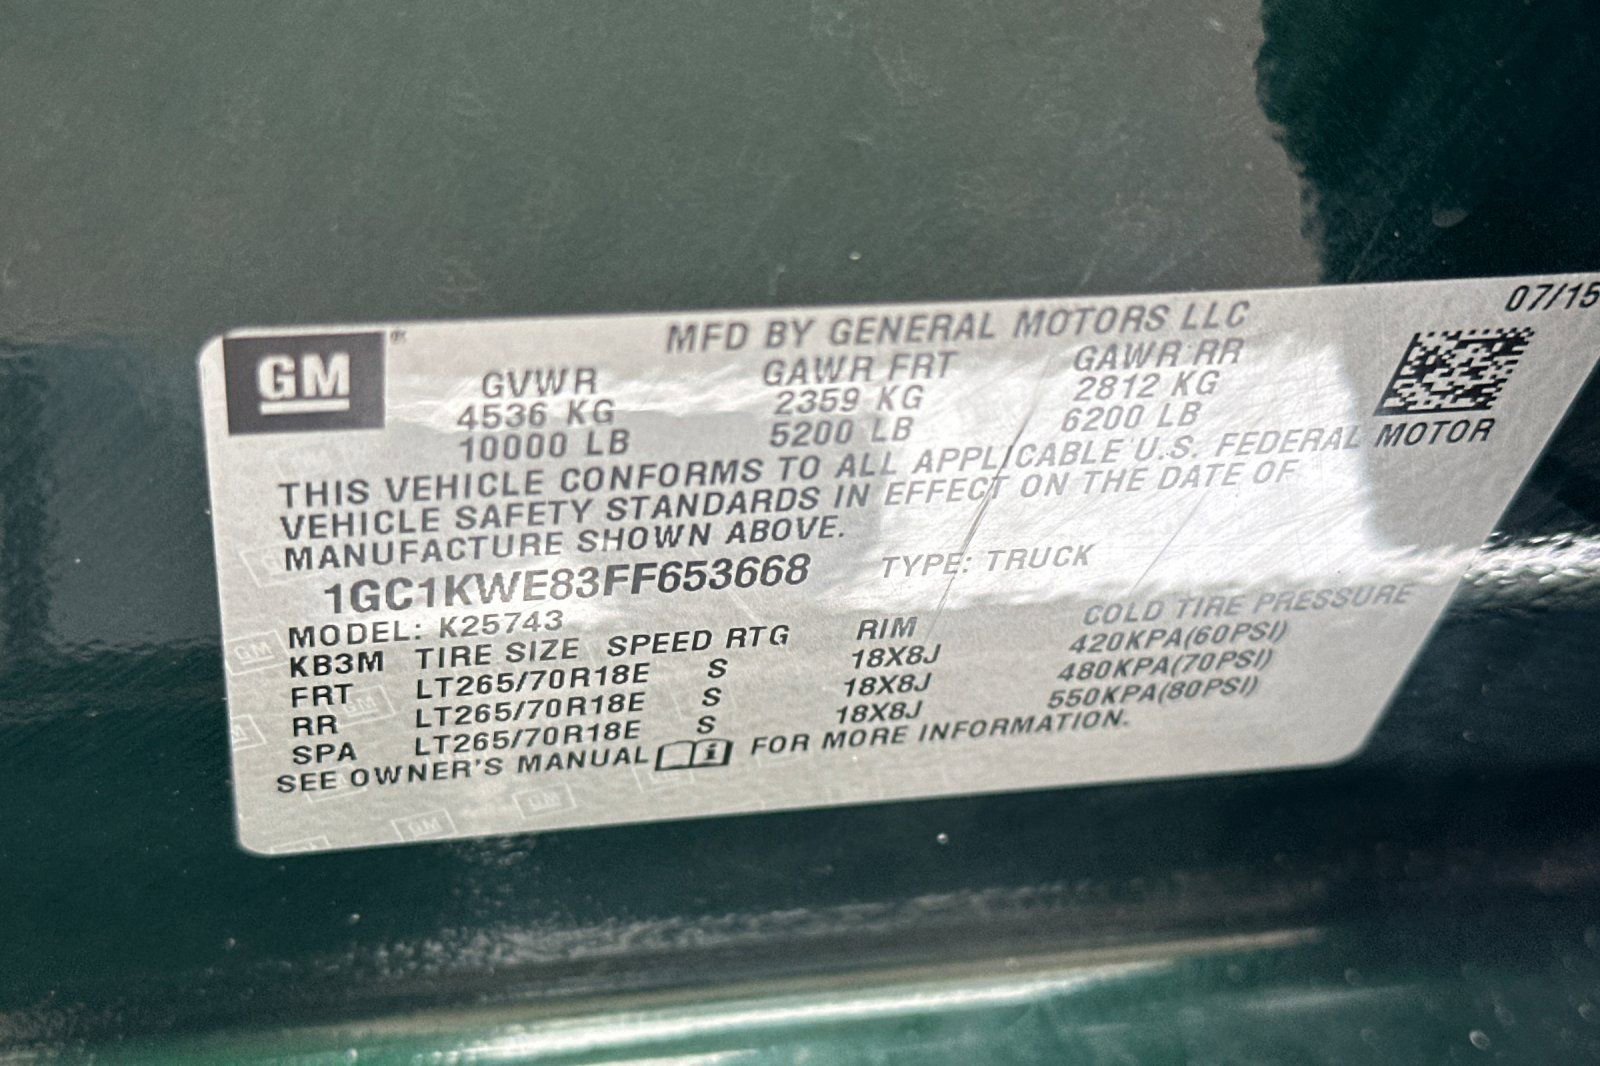 07/15
GM ®
MFD BY GENERAL MOTORS LLC
GVWR GAWR FRT GAWR RR
4536 KG 2359 KG 2812 KG
10000 LB 5200 LB 6200 LB
THIS VEHICLE CONFORMS TO ALL APPLICABLE U.S. FEDERAL MOTOR
VEHICLE SAFETY STANDARDS IN EFFECT ON THE DATE OF
MANUFACTURE SHOWN ABOVE.
1GC1KWE83FF653668 TYPE: TRUCK
MODEL: K25743
KB3M TIRE SIZE SPEED RTG RIM COLD TIRE PRESSURE
FRT LT265/70R18E S 18X8J 420KPA(60PSI)
RR LT265/70R18E S 18X8J 480KPA(70PSI)
SPA LT265/70R18E S 18X8J 550KPA(80PSI)
SEE OWNER'S MANUAL i FOR MORE INFORMATION.